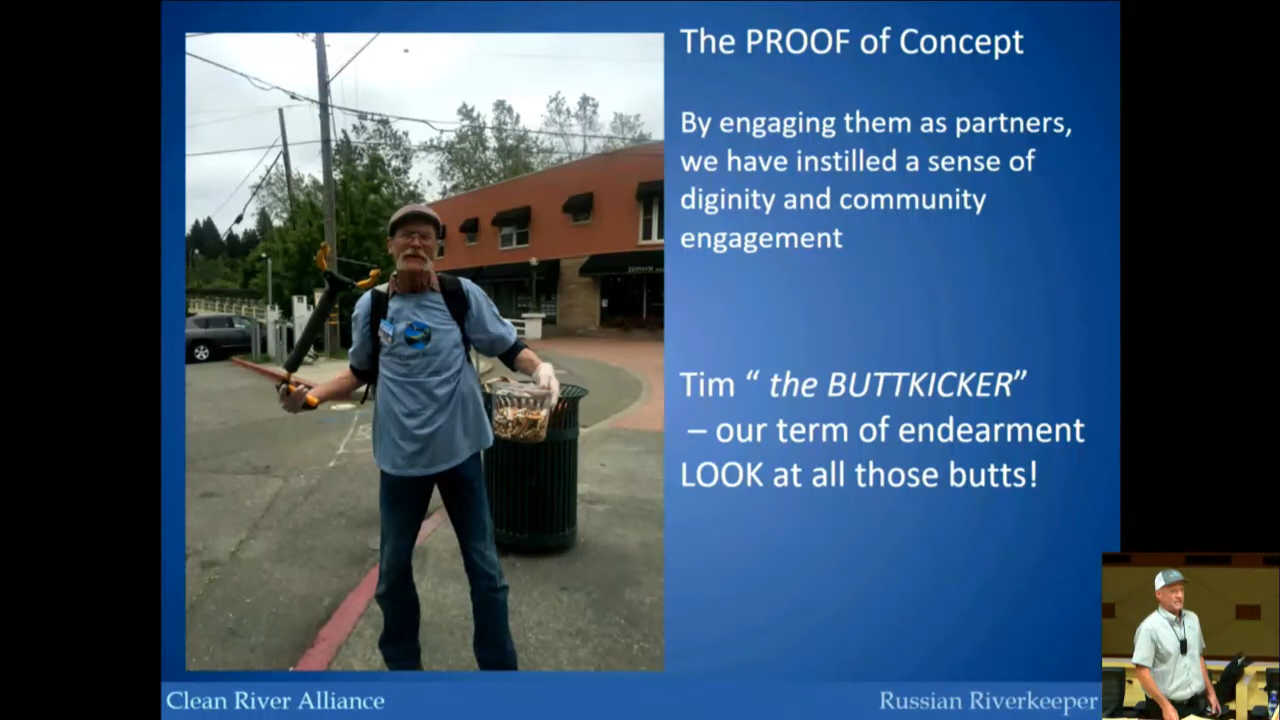 The PROOF of Concept
By engaging them as partners,
we have instilled a sense of
diginity and community
engagement
Tim “ the BUTTKICKER”
– our term of endearment
LOOK at all those butts!
Clean River Alliance
Russian Riverkeeper